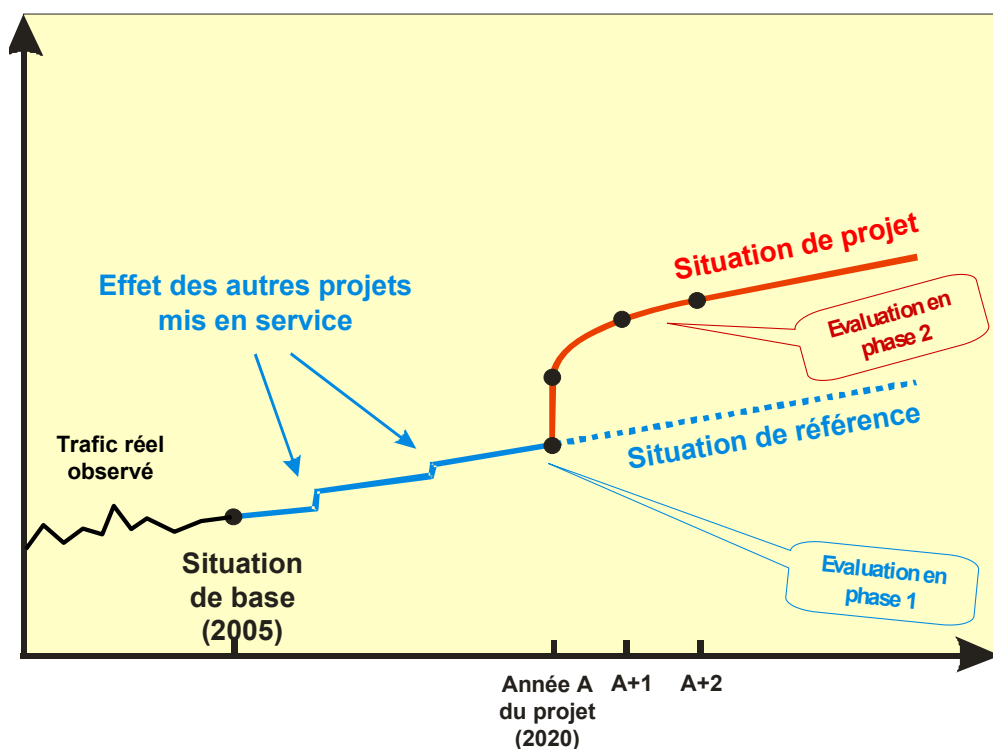 Situation de projet
Effet des autres projets
mis en service
Evaluation en
phase 2
Situation de référence
Trafic réel
observé
Situation
de base
(2005)
Evaluation en
phase 1
Année A
du projet
(2020)
A+1
A+2